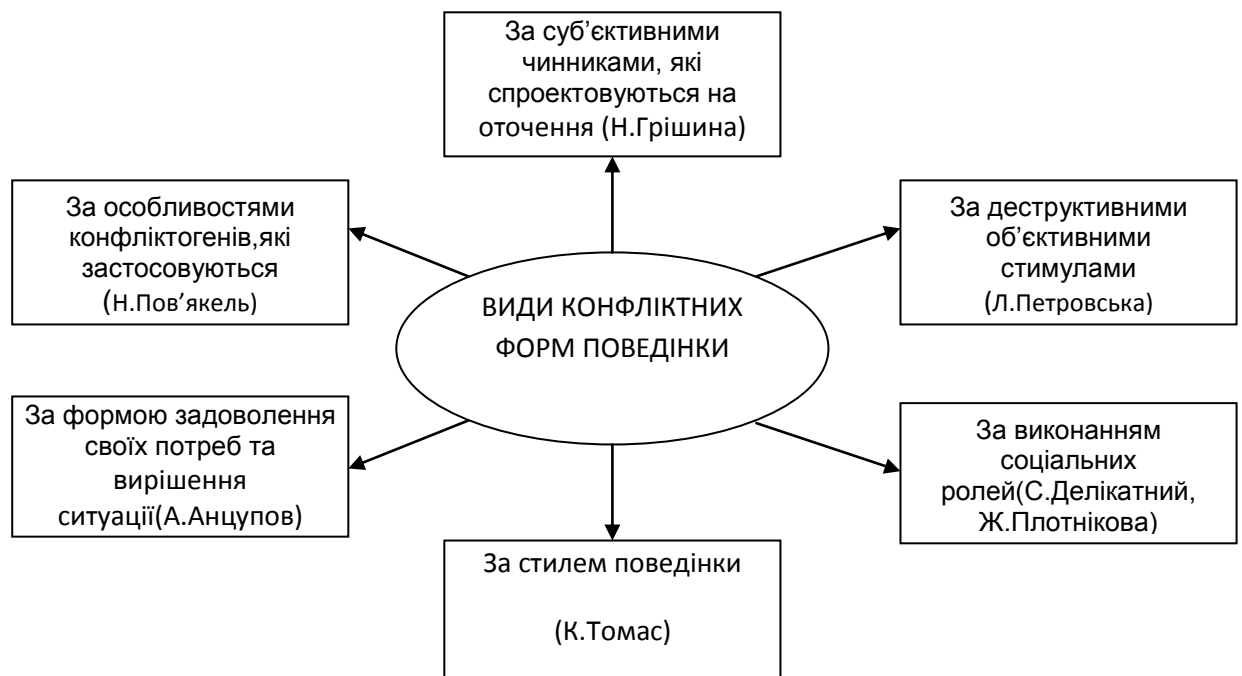 За суб’єктивними
чинниками, які
спроектовуються на
оточення (Н.Грішина)
За особливостями
конфліктогенів,які
застосовуються
(Н.Пов’якель)
За деструктивними
об’єктивними
стимулами
(Л.Петровська)
ВИДИ КОНФЛІКТНИХ
ФОРМ ПОВЕДІНКИ
За формою задоволення
своїх потреб та
вирішення
ситуації(А.Анцупов)
За виконанням
соціальних
ролей(С.Делікатний,
Ж.Плотнікова)
За стилем поведінки
(К.Томас)